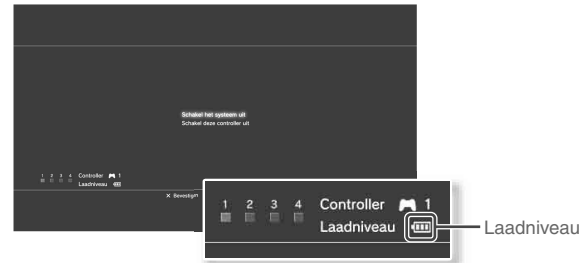 Schakel het systeem uit
Schakel deze controller uit
1 2 3 4 Controller 1
Laadniveau
X Bevestigen
1 2 3 4 Controller 1
Laadniveau
Laadniveau